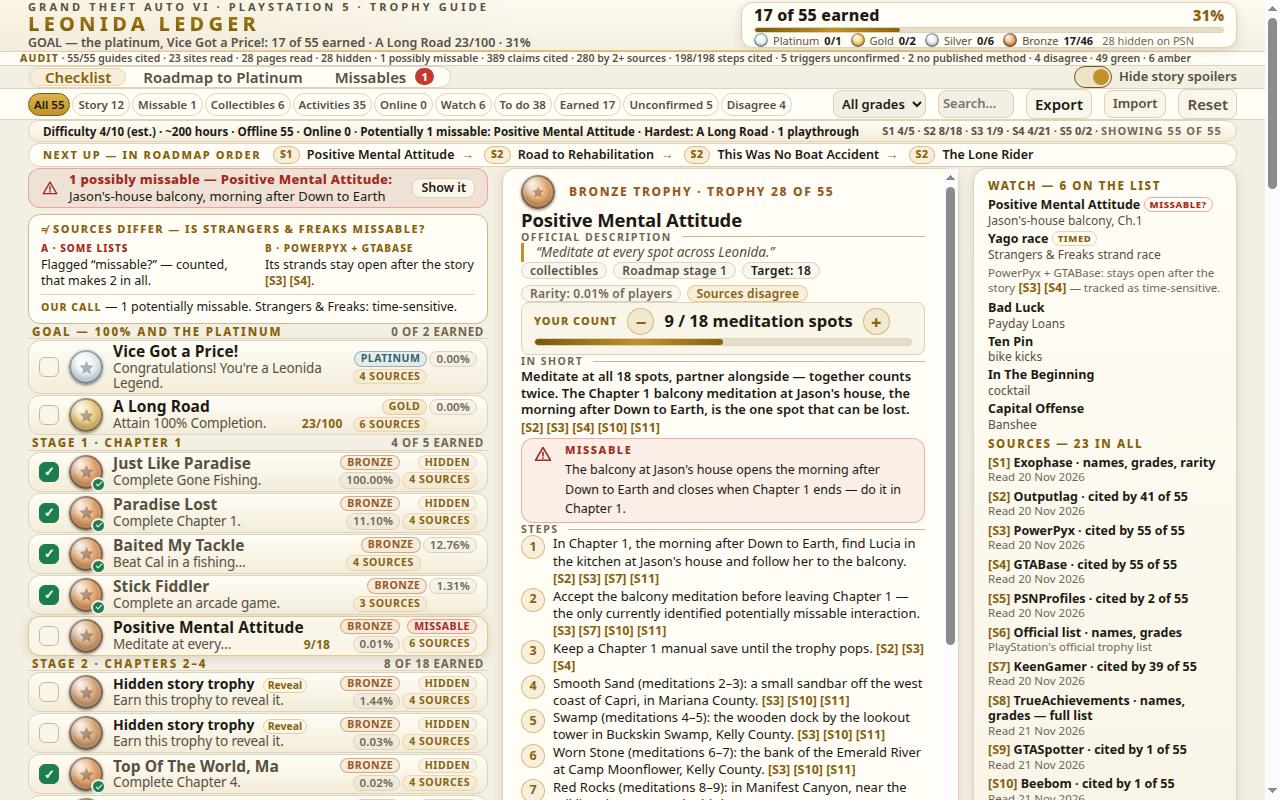 GRAND THEFT AUTO VI · PLAYSTATION 5 · TROPHY GUIDE
LEONIDA LEDGER
GOAL — the platinum, Vice Got a Price!: 17 of 55 earned · A Long Road 23/100 · 31%
17 of 55 earned 31%
Platinum 0/1 Gold 0/2 Silver 0/6 Bronze 17/46 28 hidden on PSN
AUDIT · 55/55 guides cited · 23 sites read · 28 pages read · 28 hidden · 1 possibly missable · 389 claims cited · 280 by 2+ sources · 198/198 steps cited · 5 triggers unconfirmed · 2 no published method · 4 disagree · 49 green · 6 amber
Checklist Roadmap to Platinum Missables 1
Hide story spoilers
All 55 Story 12 Missable 1 Collectibles 6 Activities 35 Online 0 Watch 6 To do 38 Earned 17 Unconfirmed 5 Disagree 4
All grades Search... Export Import Reset
Difficulty 4/10 (est.) · ~200 hours · Offline 55 · Online 0 · Potentially 1 missable: Positive Mental Attitude · Hardest: A Long Road · 1 playthrough
S1 4/5 · S2 8/18 · S3 1/9 · S4 4/21 · S5 0/2 · SHOWING 55 OF 55
NEXT UP — IN ROADMAP ORDER S1 Positive Mental Attitude → S2 Road to Rehabilitation → S2 This Was No Boat Accident → S2 The Lone Rider
1 possibly missable — Positive Mental Attitude:
Jason's-house balcony, morning after Down to Earth
Show it
≠ SOURCES DIFFER — IS STRANGERS & FREAKS MISSABLE?
A · SOME LISTS
Flagged “missable?” — counted,
that makes 2 in all.
B · POWERPYX + GTABASE
Its strands stay open after the story
[S3] [S4].
OUR CALL — 1 potentially missable. Strangers & Freaks: time-sensitive.
GOAL — 100% AND THE PLATINUM 0 OF 2 EARNED
Vice Got a Price!
Congratulations! You're a Leonida
Legend.
PLATINUM 0.00%
4 SOURCES
A Long Road
Attain 100% Completion. 23/100
GOLD 0.00%
6 SOURCES
STAGE 1 · CHAPTER 1 4 OF 5 EARNED
Just Like Paradise
Complete Gone Fishing.
BRONZE HIDDEN
100.00% 4 SOURCES
Paradise Lost
Complete Chapter 1.
BRONZE HIDDEN
11.10% 4 SOURCES
Baited My Tackle
Beat Cal in a fishing...
BRONZE 12.76%
4 SOURCES
Stick Fiddler
Complete an arcade game.
BRONZE 1.31%
3 SOURCES
Positive Mental Attitude
Meditate at every... 9/18
BRONZE MISSABLE
0.01% 6 SOURCES
STAGE 2 · CHAPTERS 2–4 8 OF 18 EARNED
Hidden story trophy Reveal
Earn this trophy to reveal it.
BRONZE HIDDEN
1.44% 4 SOURCES
Hidden story trophy Reveal
Earn this trophy to reveal it.
BRONZE HIDDEN
0.03% 4 SOURCES
Top Of The World, Ma
Complete Chapter 4.
BRONZE HIDDEN
0.02% 4 SOURCES
BRONZE TROPHY · TROPHY 28 OF 55
Positive Mental Attitude
OFFICIAL DESCRIPTION
“Meditate at every spot across Leonida.”
collectibles Roadmap stage 1 Target: 18
Rarity: 0.01% of players Sources disagree
YOUR COUNT − 9 / 18 meditation spots +
IN SHORT
Meditate at all 18 spots, partner alongside — together counts
twice. The Chapter 1 balcony meditation at Jason's house, the
morning after Down to Earth, is the one spot that can be lost.
[S2] [S3] [S4] [S10] [S11]
MISSABLE
The balcony at Jason's house opens the morning after
Down to Earth and closes when Chapter 1 ends — do it in
Chapter 1.
STEPS
1 In Chapter 1, the morning after Down to Earth, find Lucia in
the kitchen at Jason's house and follow her to the balcony.
[S2] [S3] [S7] [S11]
2 Accept the balcony meditation before leaving Chapter 1 —
the only currently identified potentially missable interaction.
[S3] [S7] [S10] [S11]
3 Keep a Chapter 1 manual save until the trophy pops. [S2] [S3]
[S4]
4 Smooth Sand (meditations 2–3): a small sandbar off the west
coast of Capri, in Mariana County. [S3] [S10] [S11]
5 Swamp (meditations 4–5): the wooden dock by the lookout
tower in Buckskin Swamp, Kelly County. [S3] [S10] [S11]
6 Worn Stone (meditations 6–7): the bank of the Emerald River
at Camp Moonflower, Kelly County. [S3] [S10] [S11]
7 Red Rocks (meditations 8–9): in Manifest Canyon, near the
WATCH — 6 ON THE LIST
Positive Mental Attitude MISSABLE?
Jason's-house balcony, Ch.1
Yago race TIMED
Strangers & Freaks strand race
PowerPyx + GTABase: stays open after the
story [S3] [S4] — tracked as time-sensitive.
Bad Luck
Payday Loans
Ten Pin
bike kicks
In The Beginning
cocktail
Capital Offense
Banshee
SOURCES — 23 IN ALL
[S1] Exophase · names, grades, rarity
Read 20 Nov 2026
[S2] Outputlag · cited by 41 of 55
Read 20 Nov 2026
[S3] PowerPyx · cited by 55 of 55
Read 20 Nov 2026
[S4] GTABase · cited by 55 of 55
Read 20 Nov 2026
[S5] PSNProfiles · cited by 2 of 55
Read 20 Nov 2026
[S6] Official list · names, grades
PlayStation's official trophy list
[S7] KeenGamer · cited by 39 of 55
Read 20 Nov 2026
[S8] TrueAchievements · names,
grades — full list
Read 21 Nov 2026
[S9] GTASpotter · cited by 1 of 55
Read 21 Nov 2026
[S10] Beebom · cited by 1 of 55
Read 21 Nov 2026